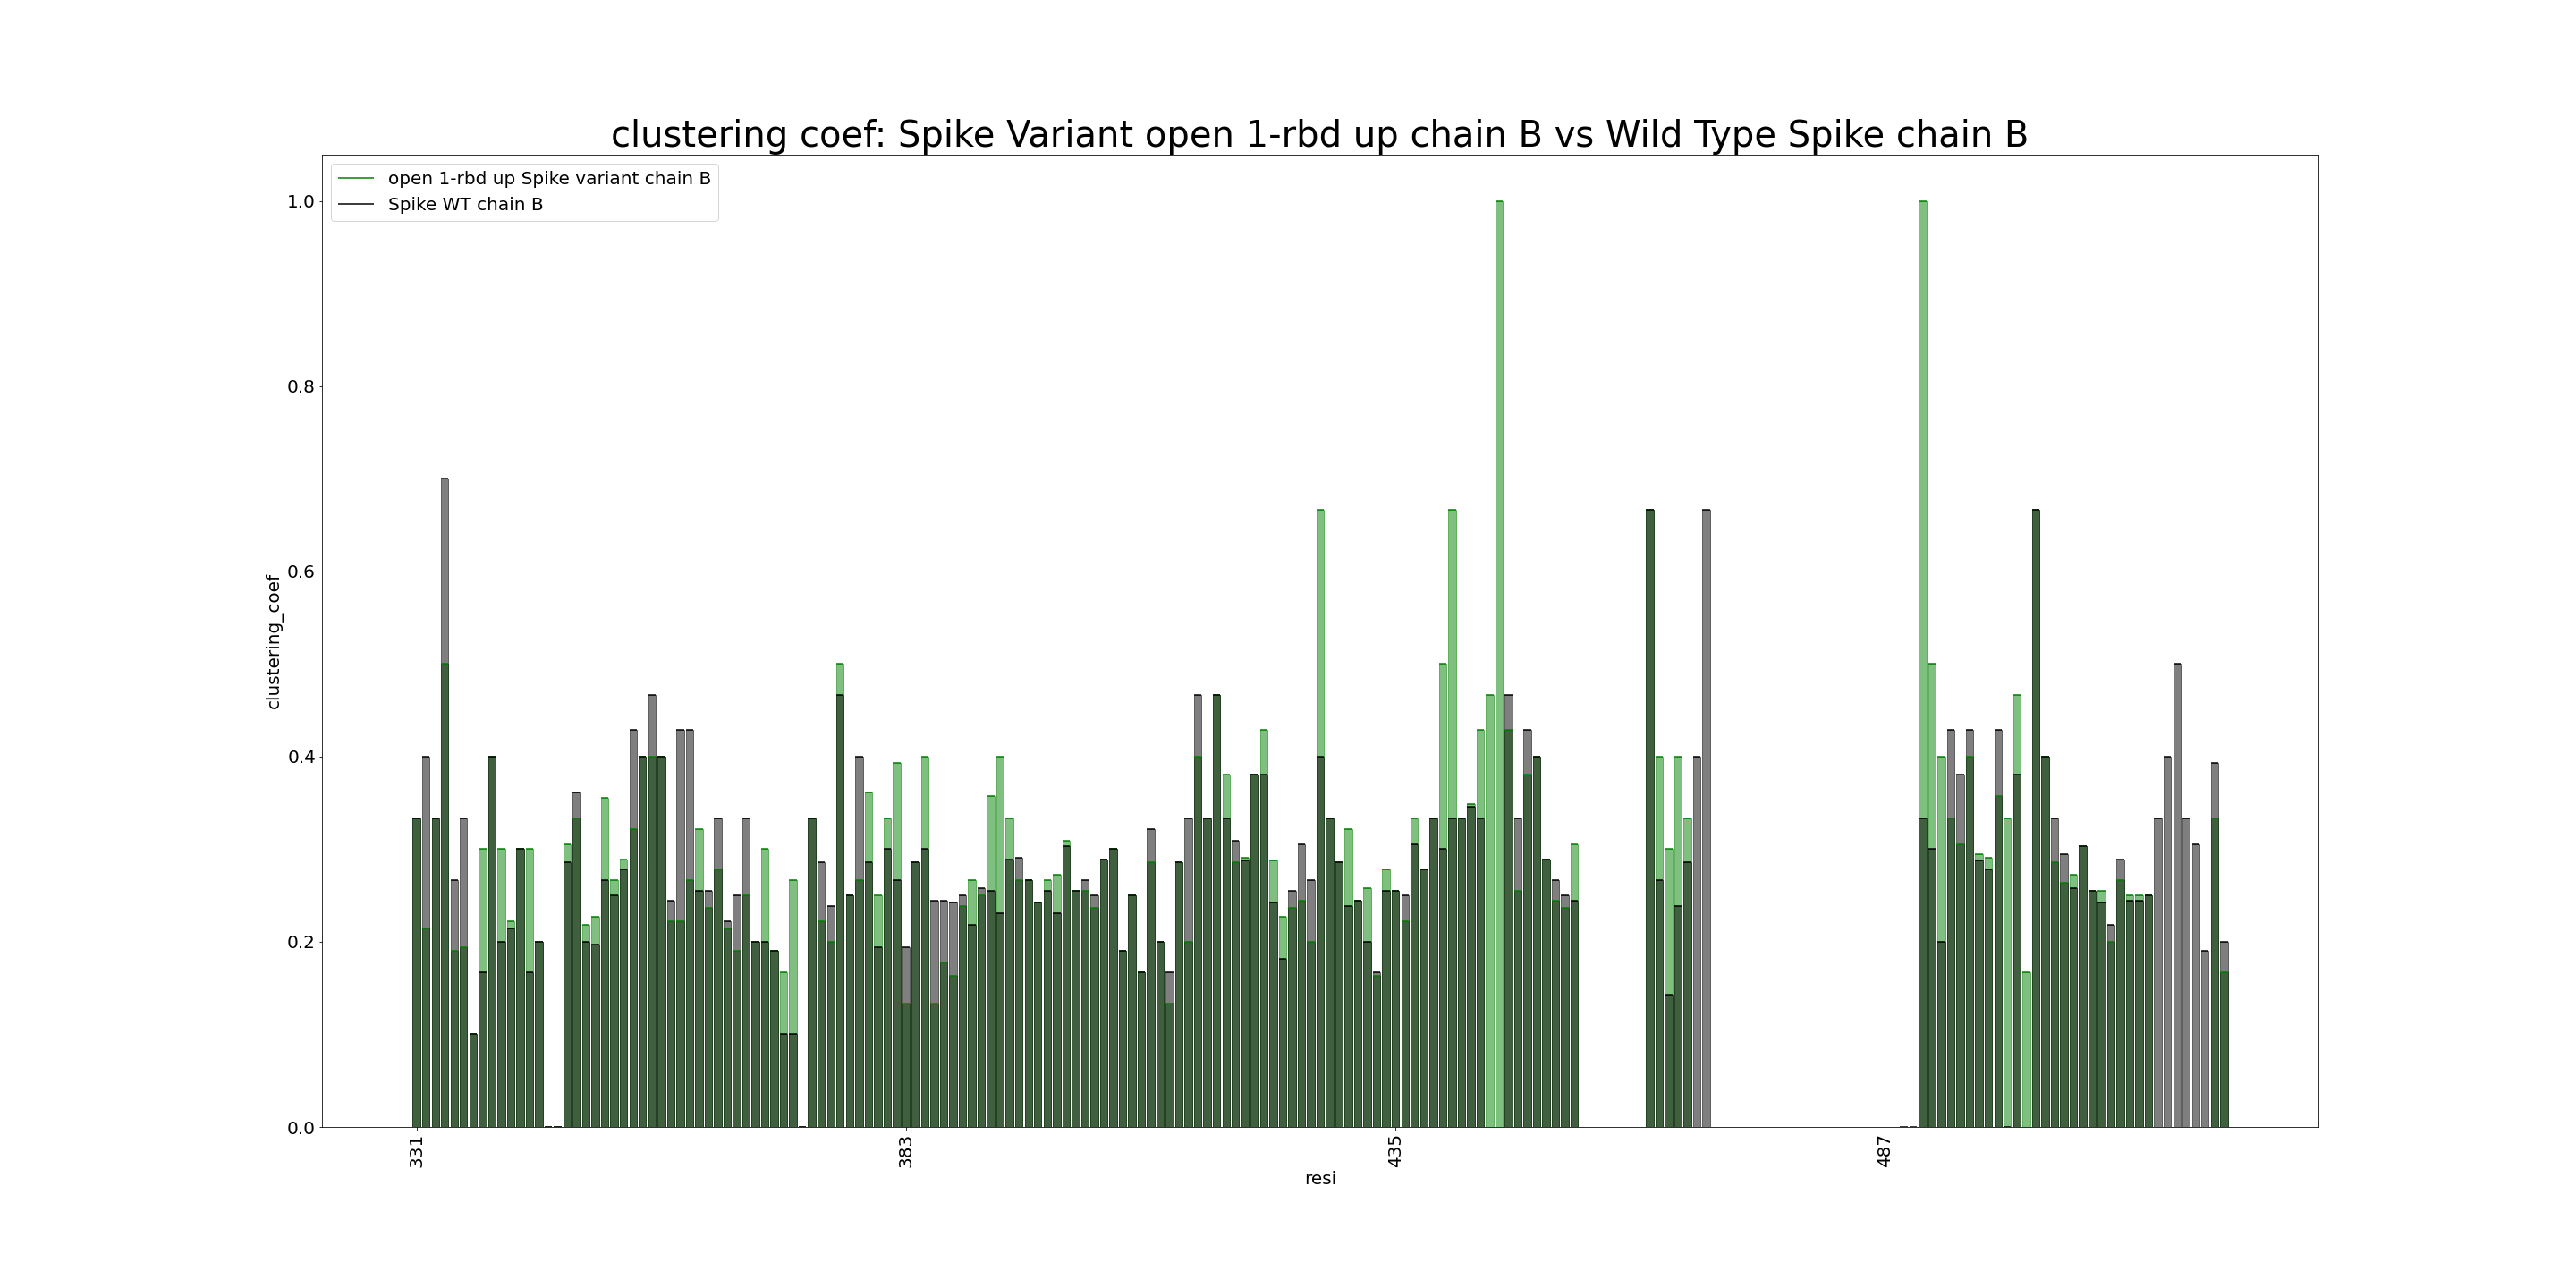 clustering coef: Spike Variant open 1-rbd up chain B vs Wild Type Spike chain B
open 1-rbd up Spike variant chain B
Spike WT chain B
1.0
0.8
0.6
0.4
0.2
0.0
clustering_coef
331
383
435
487
resi